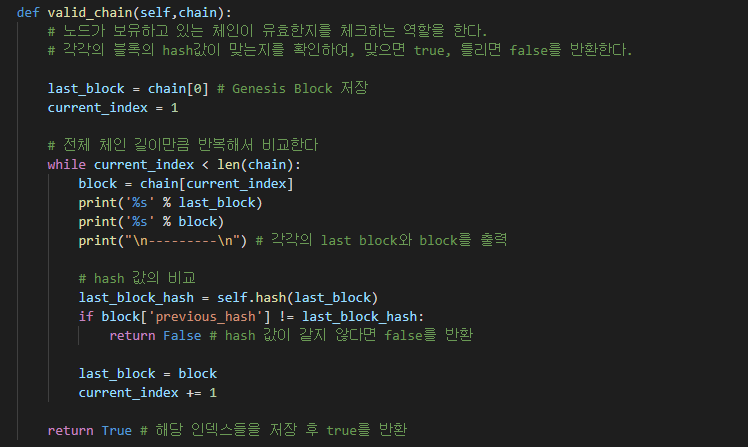 def valid_chain(self,chain):
# 노드가 보유하고 있는 체인이 유효한지를 체크하는 역할을 한다.
# 각각의 블록의 hash값이 맞는지를 확인하여, 맞으면 true, 틀리면 false를 반환한다.
last_block = chain[0] # Genesis Block 저장
current_index = 1
# 전체 체인 길이만큼 반복해서 비교한다
while current_index < len(chain):
block = chain[current_index]
print('%s' % last_block)
print('%s' % block)
print("\n---------\n") # 각각의 last block와 block를 출력
# hash 값의 비교
last_block_hash = self.hash(last_block)
if block['previous_hash'] != last_block_hash:
return False # hash 값이 같지 않다면 false를 반환
last_block = block
current_index += 1
return True # 해당 인덱스들을 저장 후 true를 반환